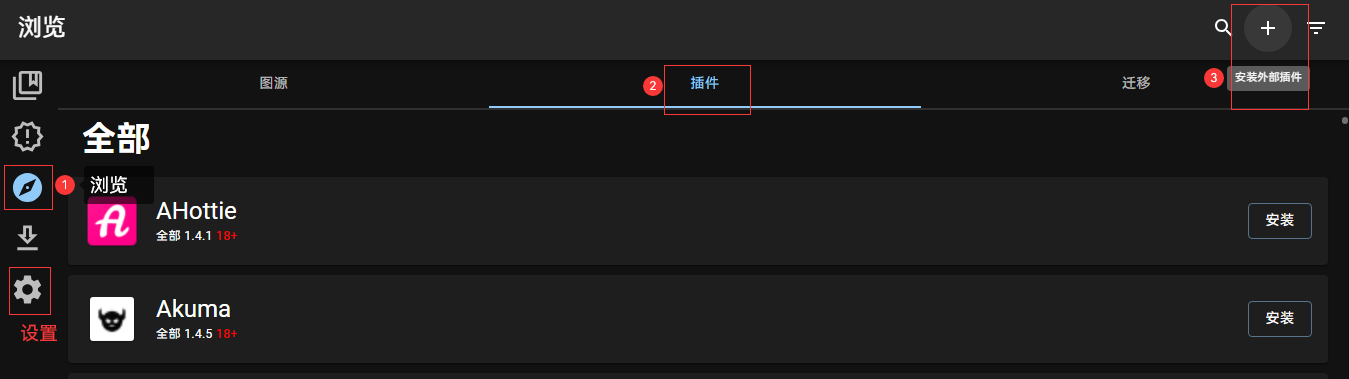 浏览
图源
2
插件
迁移
3
安装外部插件
全部
1
浏览
A
AHottie
全部 1.4.1 18+
安装
Akuma
全部 1.4.5 18+
安装
设置